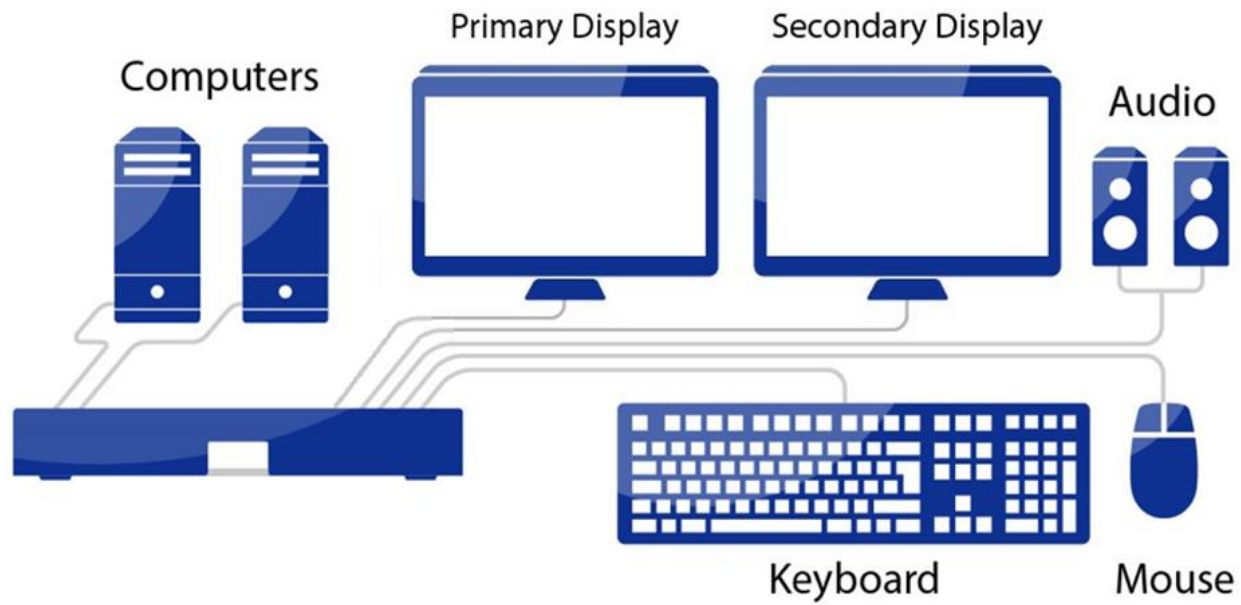 Primary Display
Secondary Display
Computers
Audio
Keyboard
Mouse